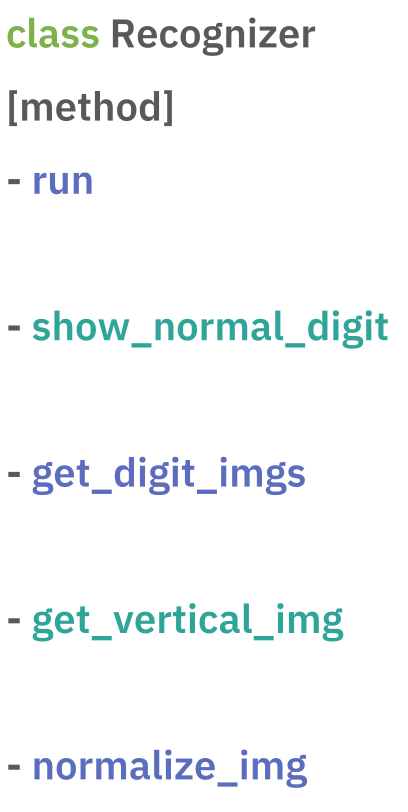 class Recognizer
[method]
- run
- show_normal_digit
- get_digit_imgs
- get_vertical_img
- normalize_img